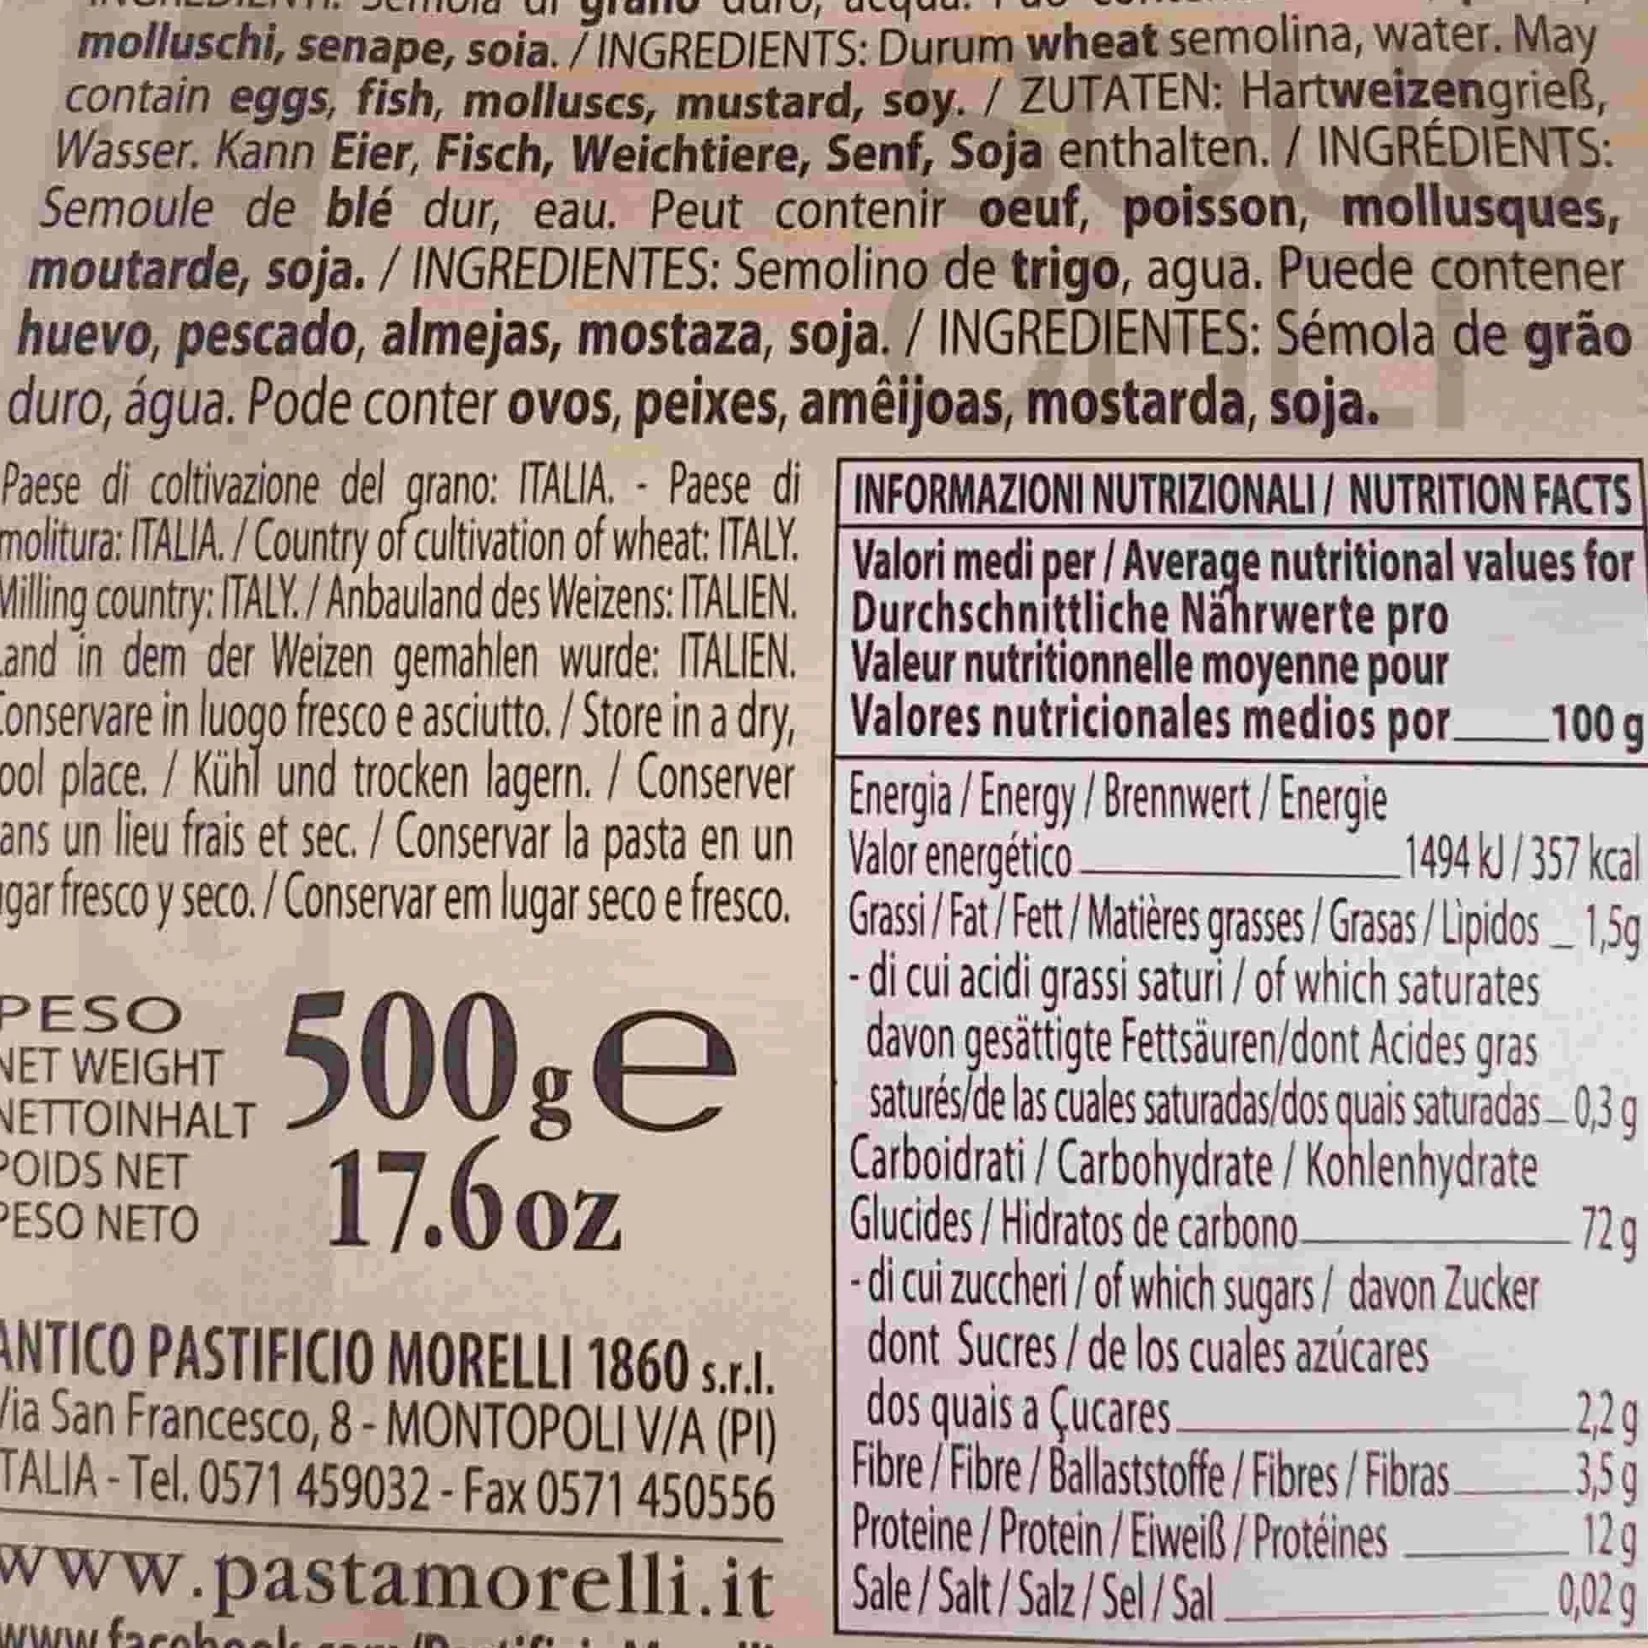 molluschi, senape, soia. / INGREDIENTS: Durum wheat semolina, water. May
contain eggs, fish, molluscs, mustard, soy. / ZUTATEN: Hartweizengrieß,
Wasser. Kann Eier, Fisch, Weichtiere, Senf, Soja enthalten. / INGRÉDIENTS:
Semoule de blé dur, eau. Peut contenir oeuf, poisson, mollusques,
moutarde, soja. / INGREDIENTES: Semolino de trigo, agua. Puede contener
huevo, pescado, almejas, mostaza, soja. / INGREDIENTES: Sémola de grão
duro, água. Pode conter ovos, peixes, amêijoas, mostarda, soja.
Paese di coltivazione del grano: ITALIA. - Paese di
molitura: ITALIA. / Country of cultivation of wheat: ITALY.
Milling country: ITALY. / Anbauland des Weizens: ITALIEN.
Land in dem der Weizen gemahlen wurde: ITALIEN.
Conservare in luogo fresco e asciutto. / Store in a dry,
ool place. / Kühl und trocken lagern. / Conserver
ans un lieu frais et sec. / Conservar la pasta en un
gar fresco y seco. / Conservar em lugar seco e fresco.
PESO
NET WEIGHT
NETTOINHALT
POIDS NET
PESO NETO
500g e
17.6oz
ANTICO PASTIFICIO MORELLI 1860 s.r.l.
Via San Francesco, 8 - MONTOPOLI V/A (PI)
ITALIA - Tel. 0571 459032 - Fax 0571 450556
www.pastamorelli.it
INFORMAZIONI NUTRIZIONALI / NUTRITION FACTS
Valori medi per / Average nutritional values for
Durchschnittliche Nährwerte pro
Valeur nutritionnelle moyenne pour
Valores nutricionales medios por 100 g
Energia / Energy / Brennwert / Energie
Valor energético 1494 kJ / 357 kcal
Grassi / Fat / Fett / Matières grasses / Grasas / Lìpidos 1,5g
- di cui acidi grassi saturi / of which saturates
davon gesättigte Fettsäuren/dont Acides gras
saturés/de las cuales saturadas/dos quais saturadas 0,3 g
Carboidrati / Carbohydrate / Kohlenhydrate
Glucides / Hidratos de carbono 72 g
- di cui zuccheri / of which sugars / davon Zucker
dont Sucres / de los cuales azúcares
dos quais a Çucares 2,2 g
Fibre / Fibre / Ballaststoffe / Fibres / Fibras 3,5 g
Proteine / Protein / Eiweiß / Protéines 12 g
Sale / Salt / Salz / Sel / Sal 0,02 g